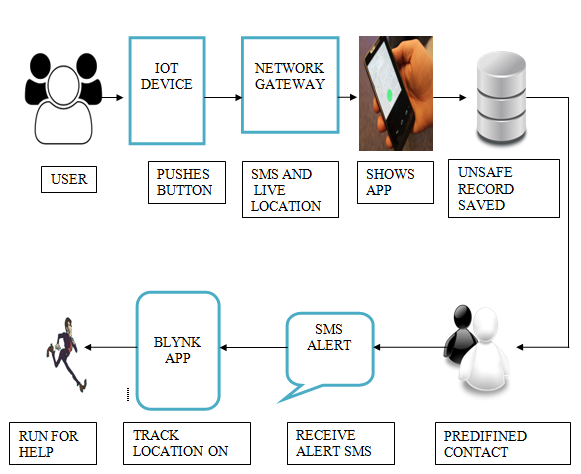 IOT
DEVICE
NETWORK
GATEWAY
USER
PUSHES
BUTTON
SMS AND
LIVE
LOCATION
SHOWS
APP
UNSAFE
RECORD
SAVED
BLYNK
APP
SMS
ALERT
RUN FOR
HELP
TRACK
LOCATION ON
RECEIVE
ALERT SMS
PREDIFINED
CONTACT